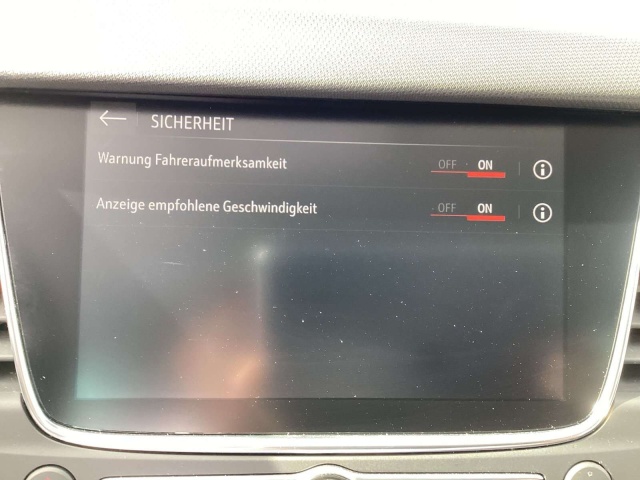 SICHERHEIT
Warnung Fahreraufmerksamkeit OFF ON
Anzeige empfohlene Geschwindigkeit OFF ON